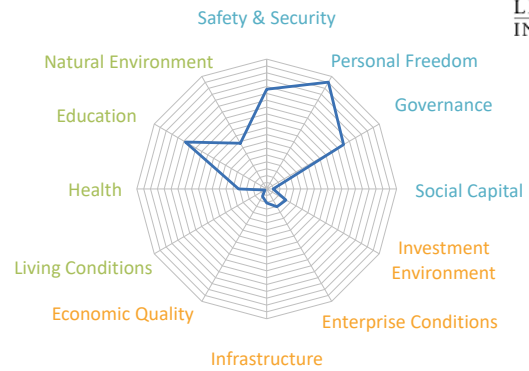 Safety & Security
Natural Environment
Personal Freedom
Education
Governance
Health
Social Capital
Investment
Environment
Living Conditions
Economic Quality
Enterprise Conditions
Infrastructure